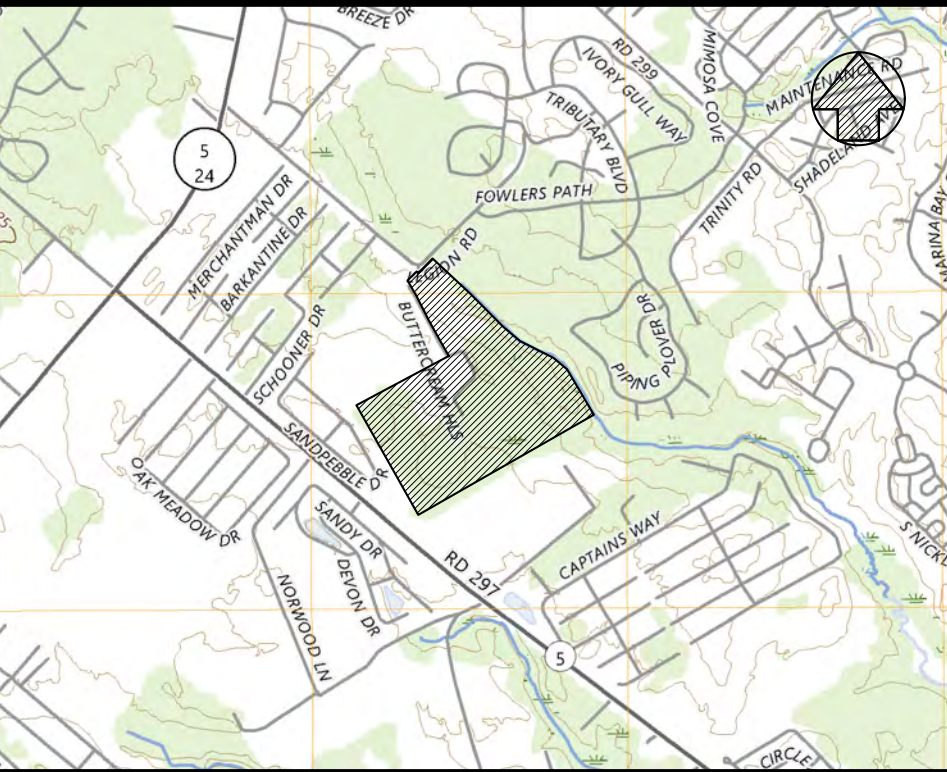 BREEZE DR
RD 299
MIMOSA COVE
IVORY GULL WAY
MAINTENANCE RD
TRIBUTARY BLVD
5
24
SHADELAND AVE
MERCHANTMAN DR
FOWLERS PATH
TRINITY RD
BARKANTINE DR
LEGION RD
MARINA BAY
SCHOONER DR
BUTTERCREAM HLS
PIPING PLOVER DR
SANDPEBBLE DR
OAK MEADOW DR
SANDY DR
CAPTAINS WAY
S NICKL
RD 297
DEVON DR
NORWOOD LN
5
CIRCLE